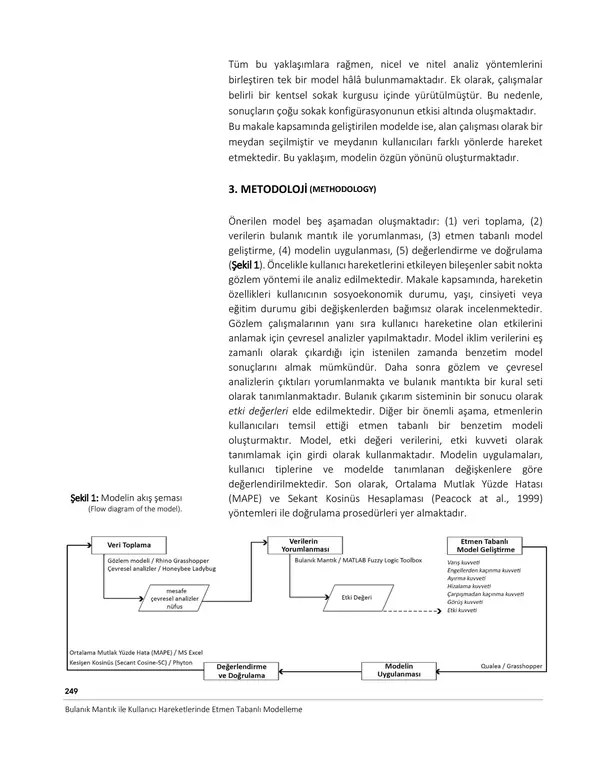 Tüm bu yaklaşımlara rağmen, nicel ve nitel analiz yöntemlerini
birleştiren tek bir model hâlâ bulunmamaktadır. Ek olarak, çalışmalar
belirli bir kentsel sokak kurgusu içinde yürütülmüştür. Bu nedenle,
sonuçların çoğu sokak konfigürasyonunun etkisi altında oluşmaktadır.
Bu makale kapsamında geliştirilen modelde ise, alan çalışması olarak bir
meydan seçilmiştir ve meydanın kullanıcıları farklı yönlerde hareket
etmektedir. Bu yaklaşım, modelin özgün yönünü oluşturmaktadır.
3. METODOLOJİ (METHODOLOGY)
Önerilen model beş aşamadan oluşmaktadır: (1) veri toplama, (2)
verilerin bulanık mantık ile yorumlanması, (3) etmen tabanlı model
geliştirme, (4) modelin uygulanması, (5) değerlendirme ve doğrulama
(Şekil 1). Öncelikle kullanıcı hareketlerini etkileyen bileşenler sabit nokta
gözlem yöntemi ile analiz edilmektedir. Makale kapsamında, hareketin
özellikleri kullanıcının sosyoekonomik durumu, yaşı, cinsiyeti veya
eğitim durumu gibi değişkenlerden bağımsız olarak incelenmektedir.
Gözlem çalışmalarının yanı sıra kullanıcı hareketine olan etkilerini
anlamak için çevresel analizler yapılmaktadır. Model iklim verilerini eş
zamanlı olarak çıkardığı için istenilen zamanda benzetim model
sonuçlarını almak mümkündür. Daha sonra gözlem ve çevresel
analizlerin çıktıları yorumlanmakta ve bulanık mantıkta bir kural seti
olarak tanımlanmaktadır. Bulanık çıkarım sisteminin bir sonucu olarak
etki değerleri elde edilmektedir. Diğer bir önemli aşama, etmenlerin
kullanıcıları temsil ettiği etmen tabanlı bir benzetim modeli
oluşturmaktır. Model, etki değeri verilerini, etki kuvveti olarak
tanımlamak için girdi olarak kullanmaktadır. Modelin uygulamaları,
kullanıcı tiplerine ve modelde tanımlanan değişkenlere göre
değerlendirilmektedir. Son olarak, Ortalama Mutlak Yüzde Hatası
(MAPE) ve Sekant Kosinüs Hesaplaması (Peacock at al., 1999)
yöntemleri ile doğrulama prosedürleri yer almaktadır.
Şekil 1: Modelin akış şeması
(Flow diagram of the model).
Veri Toplama
Gözlem modeli / Rhino Grasshopper
Çevresel analizler / Honeybee Ladybug
mesafe
çevresel analizler
nüfus
Verilerin
Yorumlanması
Bulanık Mantık / MATLAB Fuzzy Logic Toolbox
Etki Değeri
Etmen Tabanlı
Model Geliştirme
Varış kuvveti
Engellerden kaçınma kuvveti
Ayırma kuvveti
Hizalama kuvveti
Çarpışmadan kaçınma kuvveti
Görüş kuvveti
Etki kuvveti
Qualea / Grasshopper
Modelin
Uygulanması
Değerlendirme
ve Doğrulama
Ortalama Mutlak Yüzde Hata (MAPE) / MS Excel
Kesişen Kosinüs (Secant Cosine-SC) / Phyton
249
Bulanık Mantık ile Kullanıcı Hareketlerinde Etmen Tabanlı Modelleme